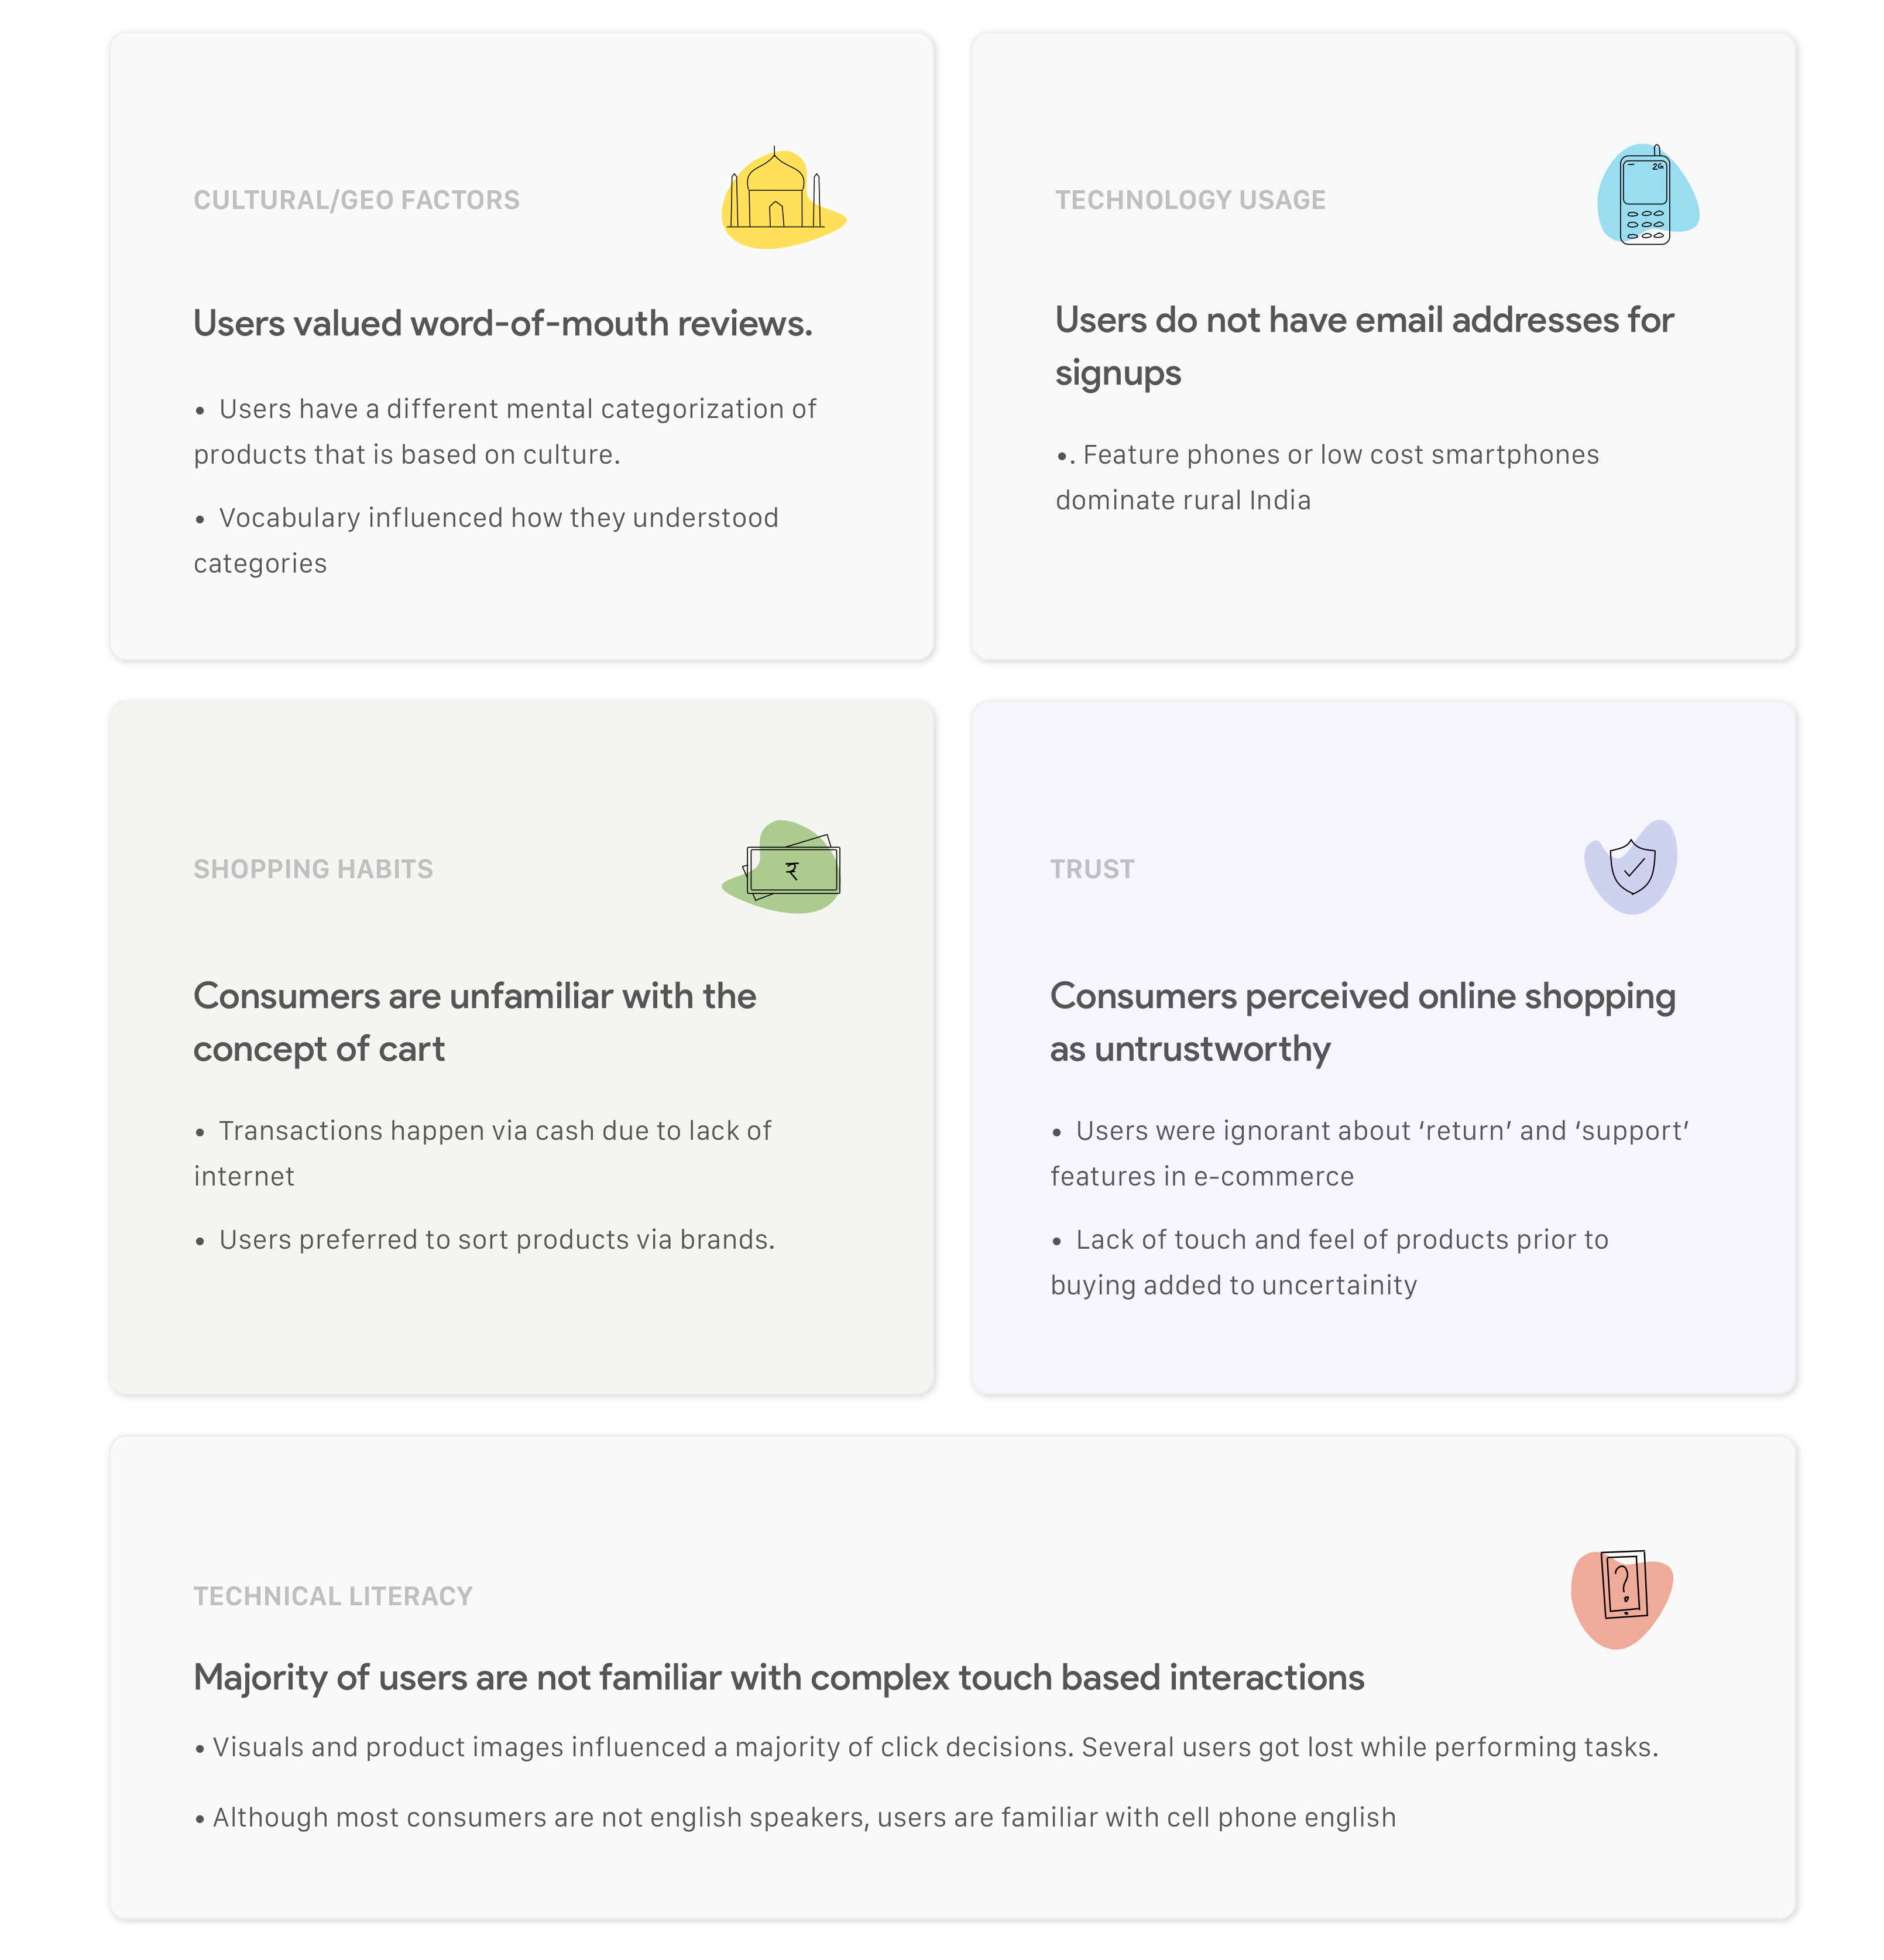 CULTURAL/GEO FACTORS
Users valued word-of-mouth reviews.
• Users have a different mental categorization of
products that is based on culture.
• Vocabulary influenced how they understood
categories
TECHNOLOGY USAGE
2G
Users do not have email addresses for
signups
•. Feature phones or low cost smartphones
dominate rural India
SHOPPING HABITS
₹
Consumers are unfamiliar with the
concept of cart
• Transactions happen via cash due to lack of
internet
• Users preferred to sort products via brands.
TRUST
Consumers perceived online shopping
as untrustworthy
• Users were ignorant about ‘return’ and ‘support’
features in e-commerce
• Lack of touch and feel of products prior to
buying added to uncertainity
TECHNICAL LITERACY
?
Majority of users are not familiar with complex touch based interactions
• Visuals and product images influenced a majority of click decisions. Several users got lost while performing tasks.
• Although most consumers are not english speakers, users are familiar with cell phone english